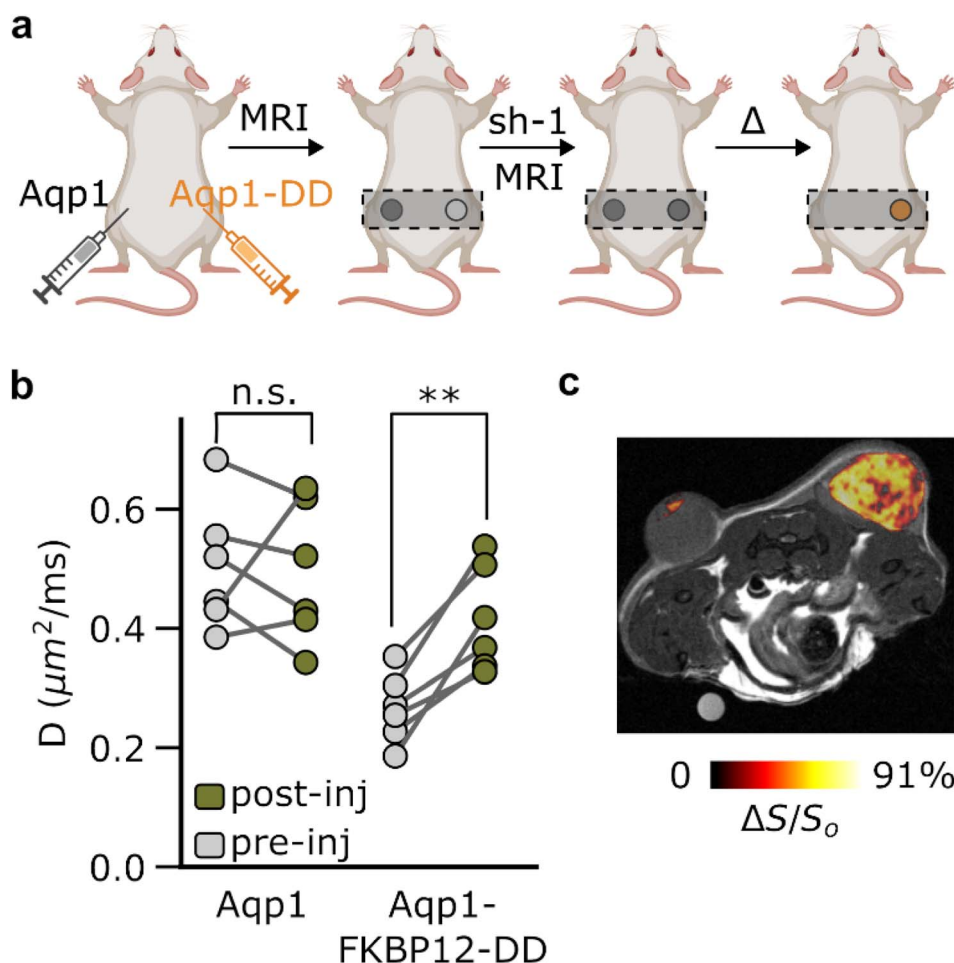 a
MRI
sh-1
MRI
Δ
Aqp1
Aqp1-DD
b
n.s.
**
D (μm²/ms)
0.6
0.4
0.2
0.0
post-inj
pre-inj
Aqp1
Aqp1-
FKBP12-DD
c
0
91%
ΔS/Sₒ